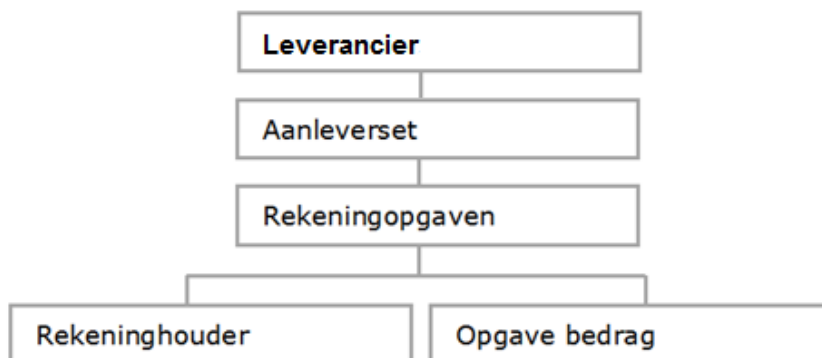 Leverancier
Aanleverset
Rekeningopgaven
Rekeninghouder
Opgave bedrag